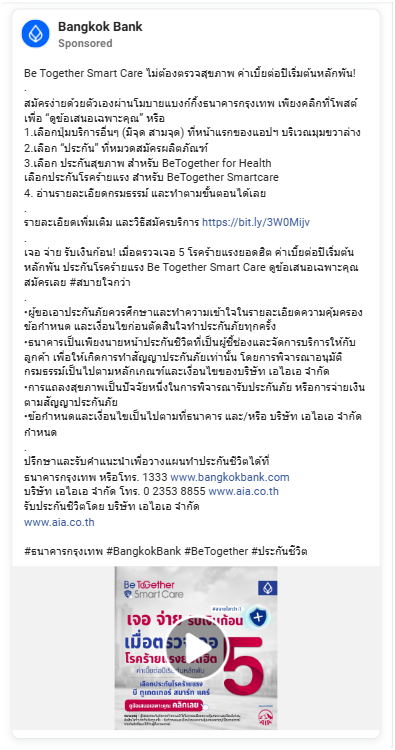 Bangkok Bank
Sponsored
Be Together Smart Care ไม่ต้องตรวจสุขภาพ ค่าเบี้ยต่อปีเริ่มต้นหลักพัน!
.
สมัครง่ายด้วยตัวเองผ่านโมบายแบงก์กิ้งธนาคารกรุงเทพ เพียงคลิกที่โพสต์
เพื่อ “ดูข้อเสนอเฉพาะคุณ” หรือ
1.เลือกปุ่มบริการอื่นๆ (มีจุด สามจุด) ที่หน้าแรกของแอปฯ บริเวณมุมขวาล่าง
2.เลือก “ประกัน” ที่หมวดสมัครผลิตภัณฑ์
3.เลือก ประกันสุขภาพ สำหรับ BeTogether for Health
เลือกประกันโรคร้ายแรง สำหรับ BeTogether Smartcare
4. อ่านรายละเอียดกรมธรรม์ และทำตามขั้นตอนได้เลย
.
รายละเอียดเพิ่มเติม และวิธีสมัครบริการ https://bit.ly/3W0Mijv
.
เจอ จ่าย รับเงินก้อน! เมื่อตรวจเจอ 5 โรคร้ายแรงยอดฮิต ค่าเบี้ยต่อปีเริ่มต้น
หลักพัน ประกันโรคร้ายแรง Be Together Smart Care ดูข้อเสนอเฉพาะคุณ
สมัครเลย #สบายใจกว่า
.
•ผู้ขอเอาประกันภัยควรศึกษาและทำความเข้าใจในรายละเอียดความคุ้มครอง
ข้อกำหนด และเงื่อนไขก่อนตัดสินใจทำประกันภัยทุกครั้ง
•ธนาคารเป็นเพียงนายหน้าประกันชีวิตที่เป็นผู้ชี้ช่องและจัดการบริการให้กับ
ลูกค้า เพื่อให้เกิดการทำสัญญาประกันภัยเท่านั้น โดยการพิจารณาอนุมัติ
กรมธรรม์เป็นไปตามหลักเกณฑ์และเงื่อนไขของบริษัท เอไอเอ จำกัด
•การแถลงสุขภาพเป็นปัจจัยหนึ่งในการพิจารณารับประกันภัย หรือการจ่ายเงิน
ตามสัญญาประกันภัย
•ข้อกำหนดและเงื่อนไขเป็นไปตามที่ธนาคาร และ/หรือ บริษัท เอไอเอ จำกัด
กำหนด
.
ปรึกษาและรับคำแนะนำเพื่อวางแผนทำประกันชีวิตได้ที่
ธนาคารกรุงเทพ หรือโทร. 1333 www.bangkokbank.com
บริษัท เอไอเอ จำกัด โทร. 0 2353 8855 www.aia.co.th
รับประกันชีวิตโดย บริษัท เอไอเอ จำกัด
www.aia.co.th
#ธนาคารกรุงเทพ #BangkokBank #BeTogether #ประกันชีวิต
Be ToGether
Smart Care
#สบายใจกว่า
เจอ จ่าย รับเงินก้อน
เมื่อตรวจเจอ
โรคร้ายแรงยอดฮิต 5
ค่าเบี้ยต่อปีเริ่มต้นหลักพัน
เลือกประกันโรคร้ายแรง
บี ทูเกเตอร์ สมาร์ท แคร์
ดูข้อเสนอเฉพาะคุณ คลิกเลย
AIA